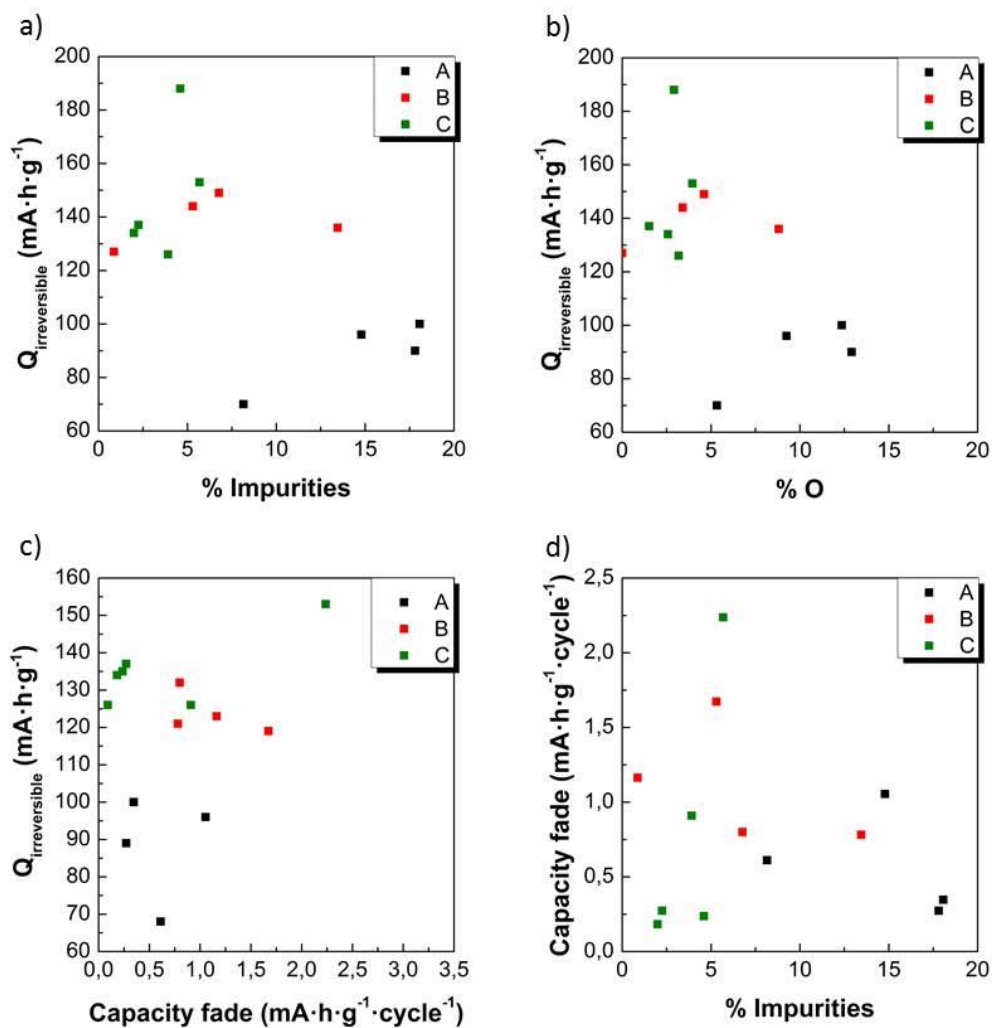 a)
200
180
160
140
120
100
80
60
0
5
10
15
20
Q irreversible (mA·h·g-1)
% Impurities
A
B
C
b)
200
180
160
140
120
100
80
60
0
5
10
15
20
Q irreversible (mA·h·g-1)
% O
A
B
C
c)
160
150
140
130
120
110
100
90
80
70
60
0,0
0,5
1,0
1,5
2,0
2,5
3,0
3,5
Q irreversible (mA·h·g-1)
Capacity fade (mA·h·g-1·cycle-1)
A
B
C
d)
2,5
2,0
1,5
1,0
0,5
0,0
0
5
10
15
20
Capacity fade (mA·h·g-1·cycle-1)
% Impurities
A
B
C